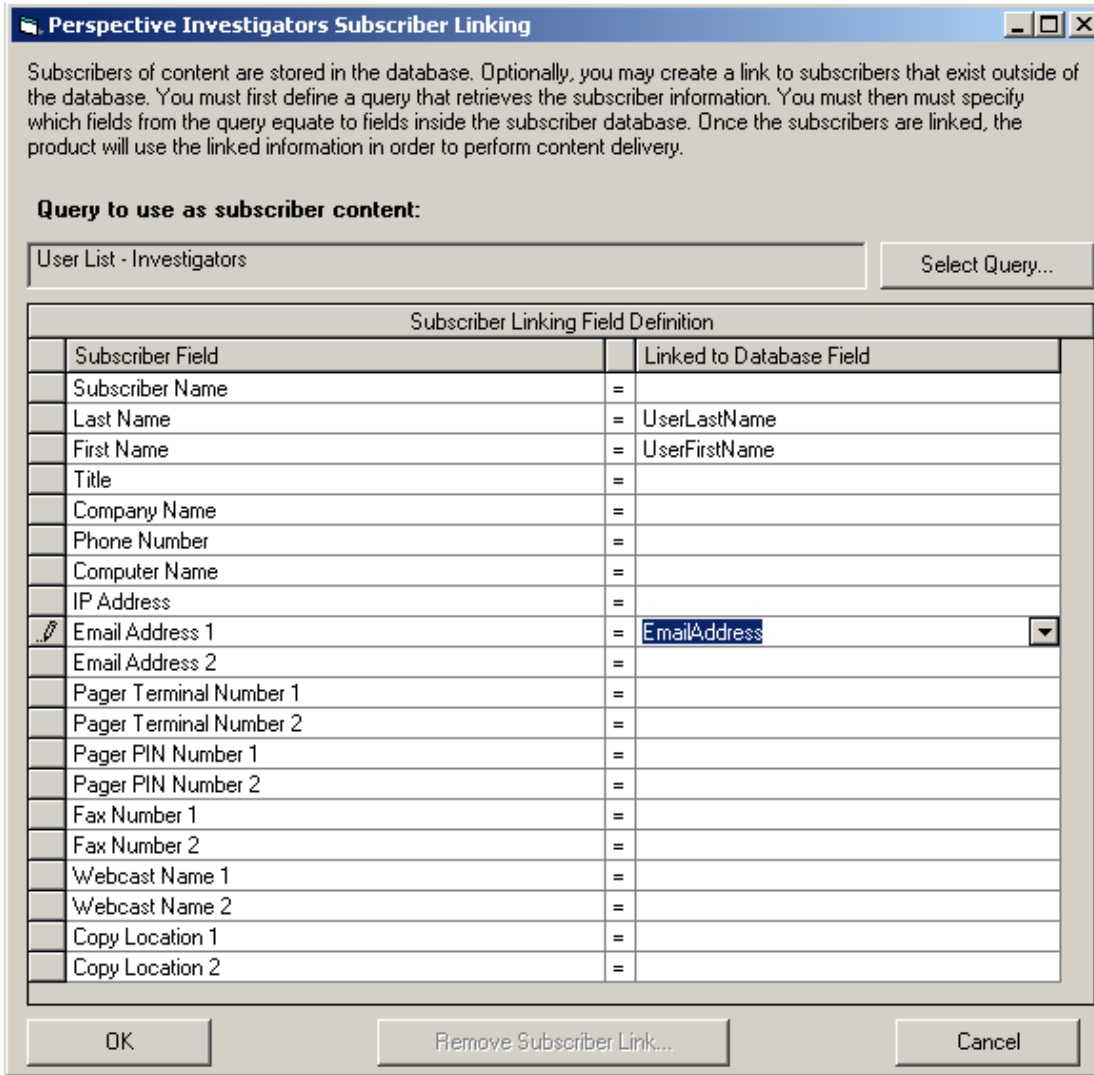 Perspective Investigators Subscriber Linking
Subscribers of content are stored in the database. Optionally, you may create a link to subscribers that exist outside of
the database. You must first define a query that retrieves the subscriber information. You must then must specify
which fields from the query equate to fields inside the subscriber database. Once the subscribers are linked, the
product will use the linked information in order to perform content delivery.
Query to use as subscriber content:
User List - Investigators Select Query...
Subscriber Linking Field Definition
Subscriber Field Linked to Database Field
Subscriber Name =
Last Name = UserLastName
First Name = UserFirstName
Title =
Company Name =
Phone Number =
Computer Name =
IP Address =
Email Address 1 = EmailAddress
Email Address 2 =
Pager Terminal Number 1 =
Pager Terminal Number 2 =
Pager PIN Number 1 =
Pager PIN Number 2 =
Fax Number 1 =
Fax Number 2 =
Webcast Name 1 =
Webcast Name 2 =
Copy Location 1 =
Copy Location 2 =
OK Remove Subscriber Link... Cancel